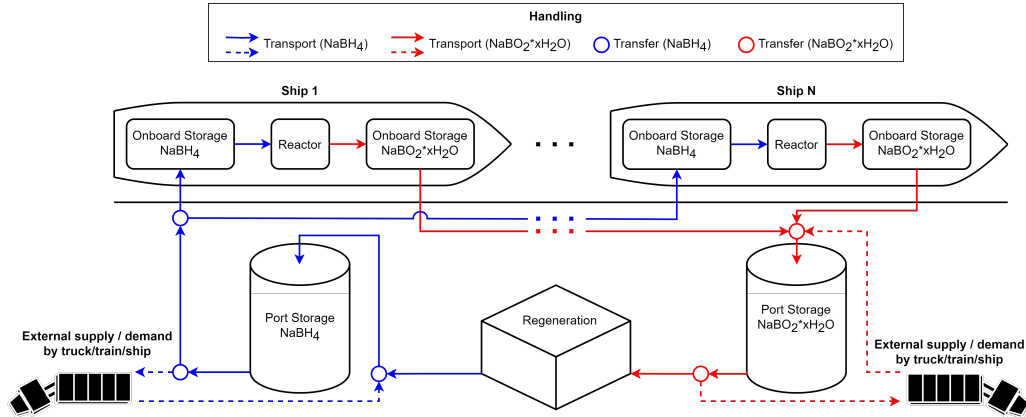 Handling
Transport (NaBH4)
Transport (NaBO2*xH2O)
Transfer (NaBH4)
Transfer (NaBO2*xH2O)
Ship 1
Ship N
Onboard Storage
NaBH4
Reactor
Onboard Storage
NaBO2*xH2O
Onboard Storage
NaBH4
Reactor
Onboard Storage
NaBO2*xH2O
Port Storage
NaBH4
Regeneration
Port Storage
NaBO2*xH2O
External supply / demand
by truck/train/ship
External supply / demand
by truck/train/ship